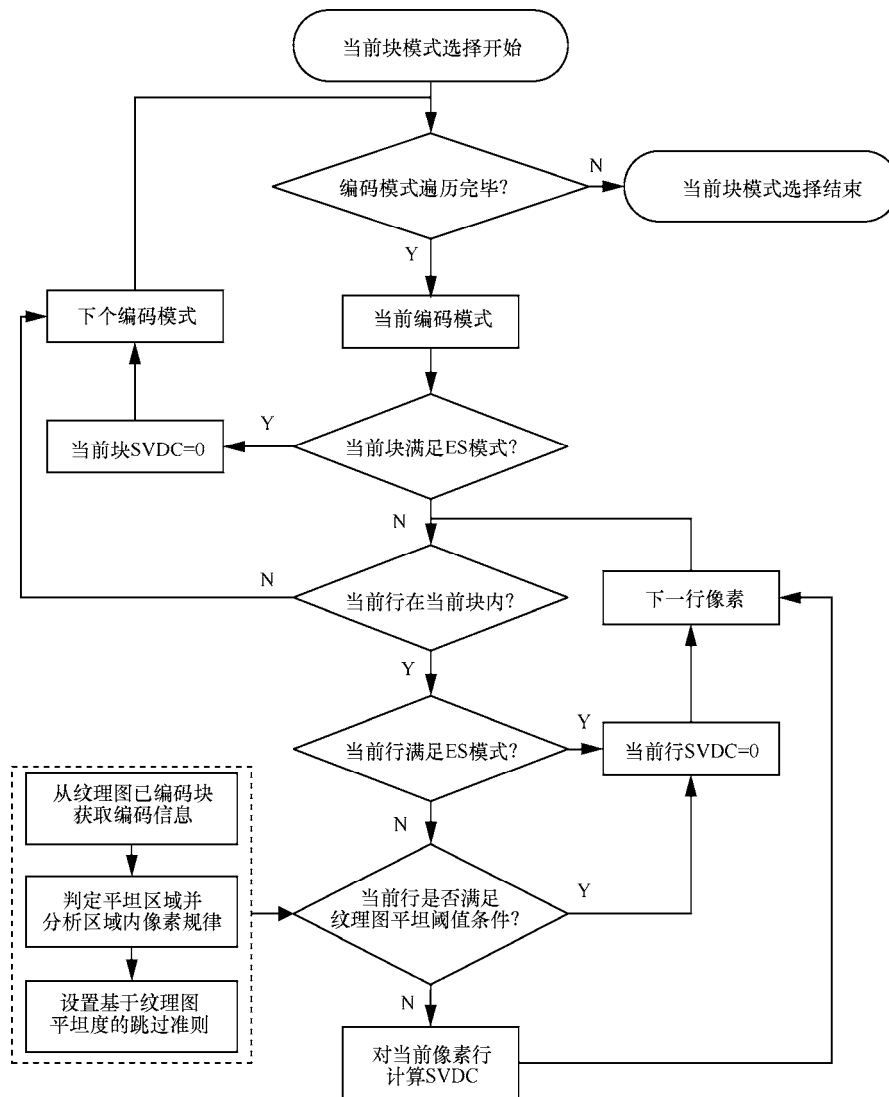 当前块模式选择开始
编码模式遍历完毕?
N
当前块模式选择结束
Y
下个编码模式
当前编码模式
Y
当前块SVDC=0
当前块满足ES模式?
N
N
当前行在当前块内?
下一行像素
Y
Y
当前行满足ES模式?
当前行SVDC=0
从纹理图已编码块
获取编码信息
N
判定平坦区域并
分析区域内像素规律
当前行是否满足
纹理图平坦阈值条件?
Y
设置基于纹理图
平坦度的跳过准则
N
对当前像素行
计算SVDC